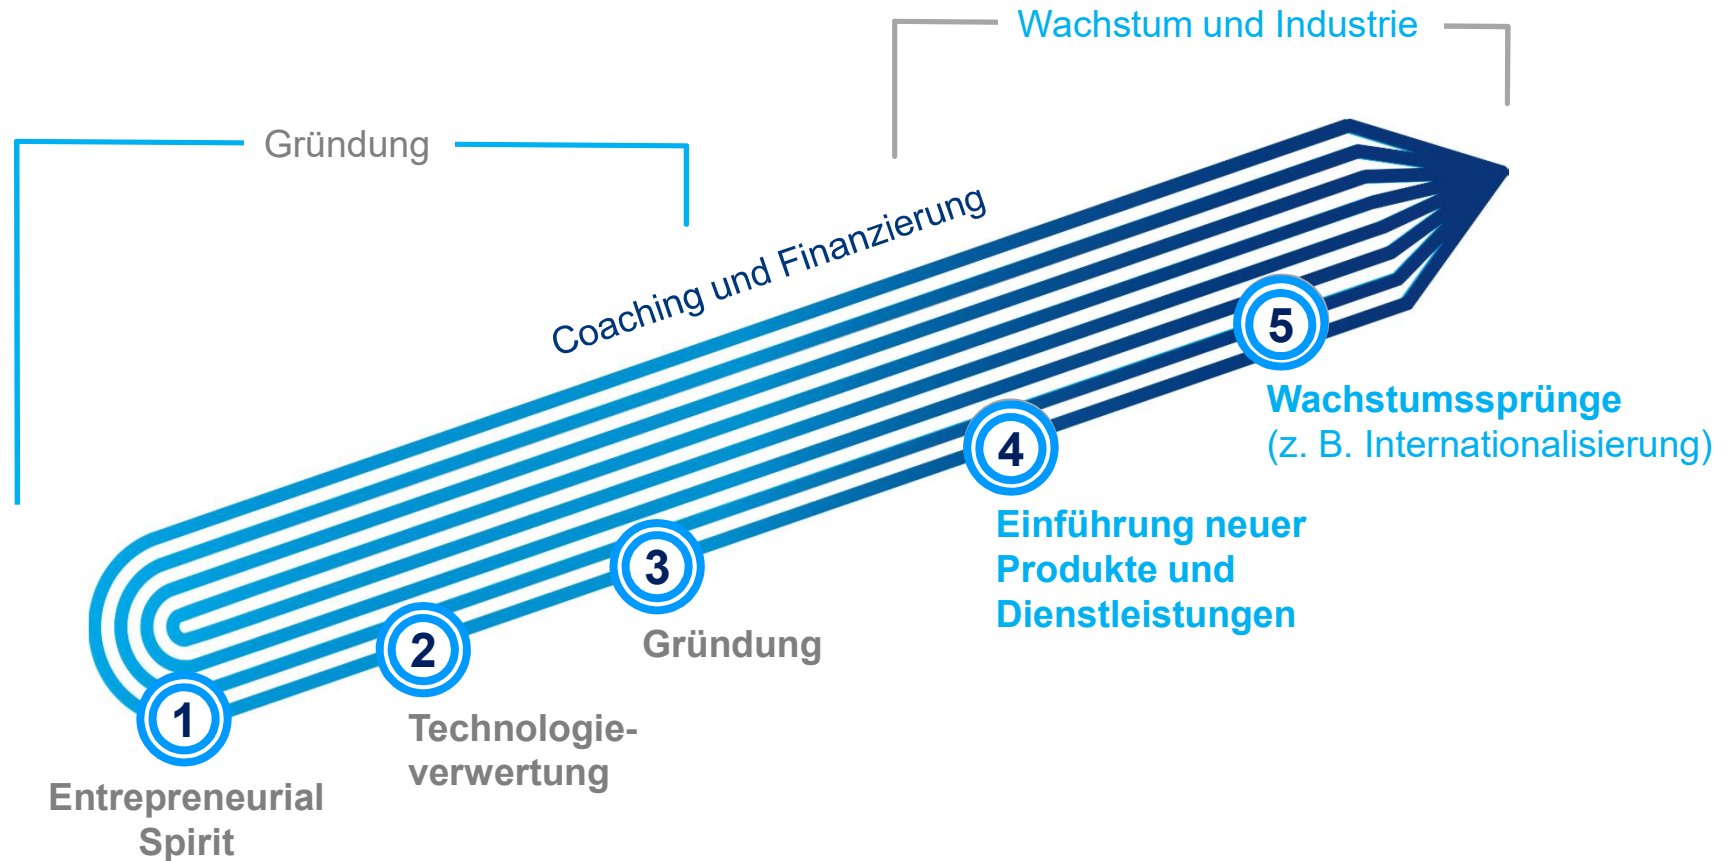 Wachstum und Industrie
Gründung
Coaching und Finanzierung
1
Entrepreneurial
Spirit
2
Technologie-
verwertung
3
Gründung
4
Einführung neuer
Produkte und
Dienstleistungen
5
Wachstumssprünge
(z. B. Internationalisierung)